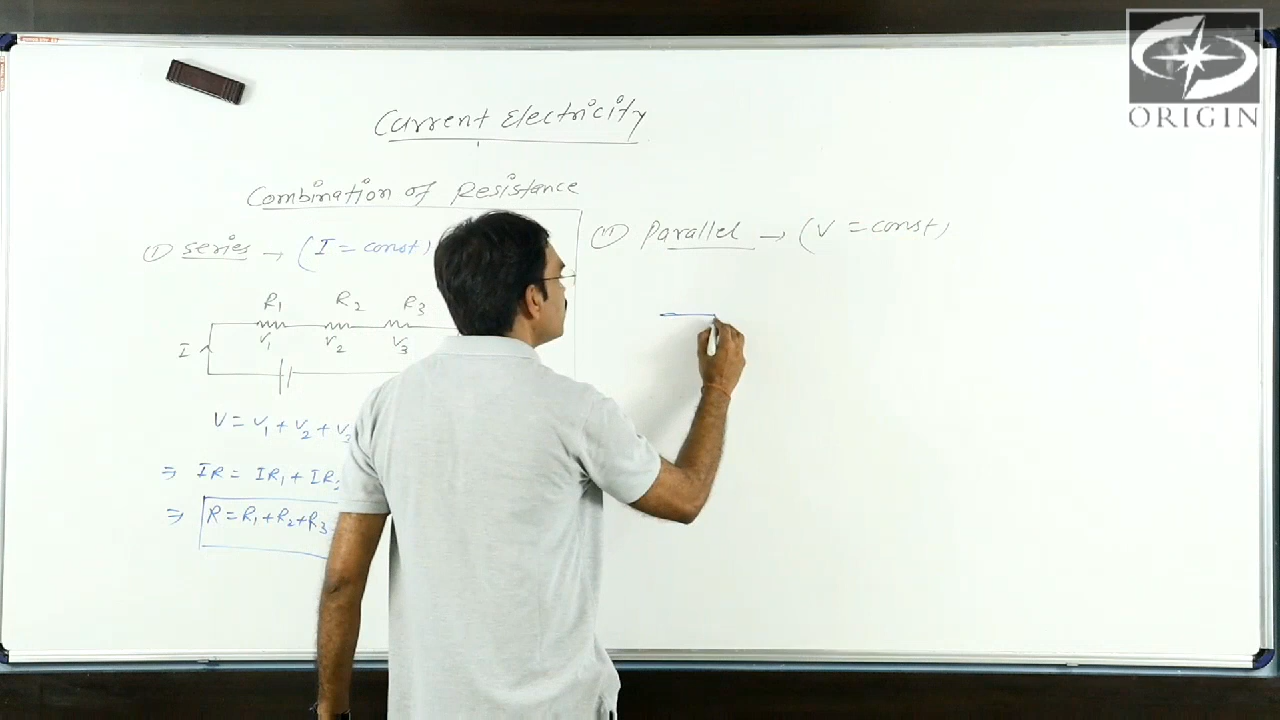 ORIGIN
Current Electricity
Combination of Resistance
(i) Series → (I = const)
R1 R2 R3
V1 V2 V3
I
V = V1 + V2 + V3
⇒ IR = IR1 + IR2
⇒ R = R1 + R2 + R3
(ii) Parallel → (V = const)